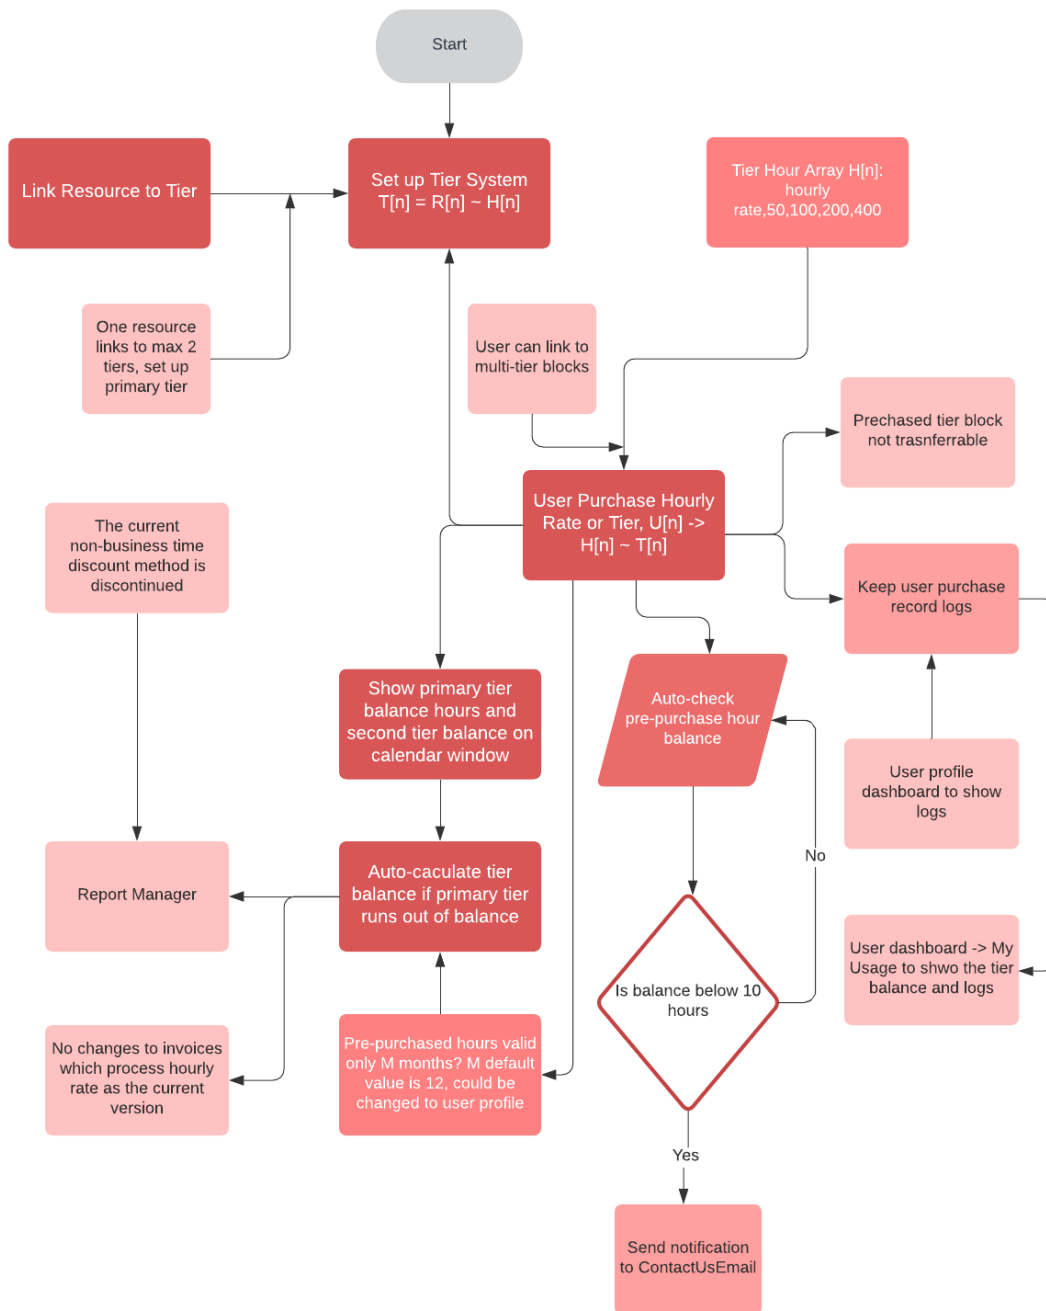 Start
Link Resource to Tier
Set up Tier System
T[n] = R[n] ~ H[n]
Tier Hour Array H[n]:
hourly
rate,50,100,200,400
One resource
links to max 2
tiers, set up
primary tier
User can link to
multi-tier blocks
Prechased tier block
not trasnferrable
User Purchase Hourly
Rate or Tier, U[n] ->
H[n] ~ T[n]
The current
non-business time
discount method is
discontinued
Keep user purchase
record logs
Show primary tier
balance hours and
second tier balance on
calendar window
Auto-check
pre-purchase hour
balance
User profile
dashboard to show
logs
No
Report Manager
Auto-caculate tier
balance if primary tier
runs out of balance
User dashboard -> My
Usage to shwo the tier
balance and logs
Is balance below 10
hours
No changes to invoices
which process hourly
rate as the current
version
Pre-purchased hours valid
only M months? M default
value is 12, could be
changed to user profile
Yes
Send notification
to ContactUsEmail